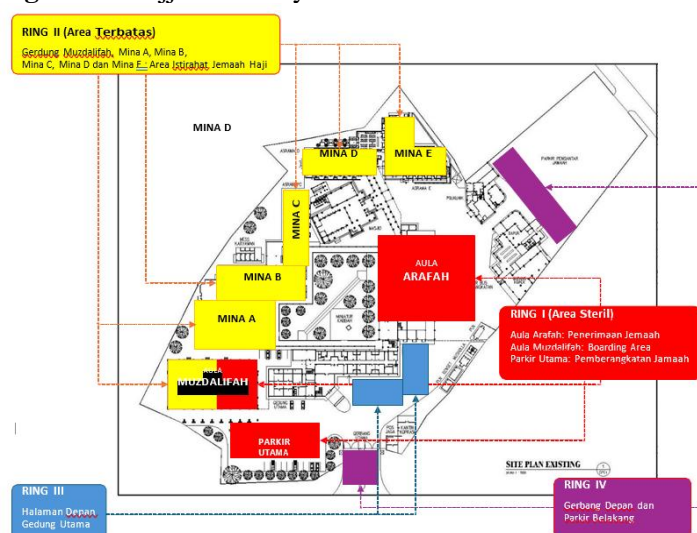 RING II (Area Terbatas)
Gerdung Muzdalifah, Mina A, Mina B,
Mina C, Mina D dan Mina E : Area Istirahat Jemaah Haji
MINA D
MINA D
MINA E
MINA C
MASJID
MINA B
AULA
ARAFAH
MINA A
RING I (Area Steril)
Aula Arafah: Penerimaan Jemaah
Aula Muzdalifah: Boarding Area
Parkir Utama: Pemberangkatan Jamaah
AULA
MUZDALIFAH
PARKIR
UTAMA
SITE PLAN EXISTING
RING III
Halaman Depan
Gedung Utama
RING IV
Gerbang Depan dan
Parkir Belakang